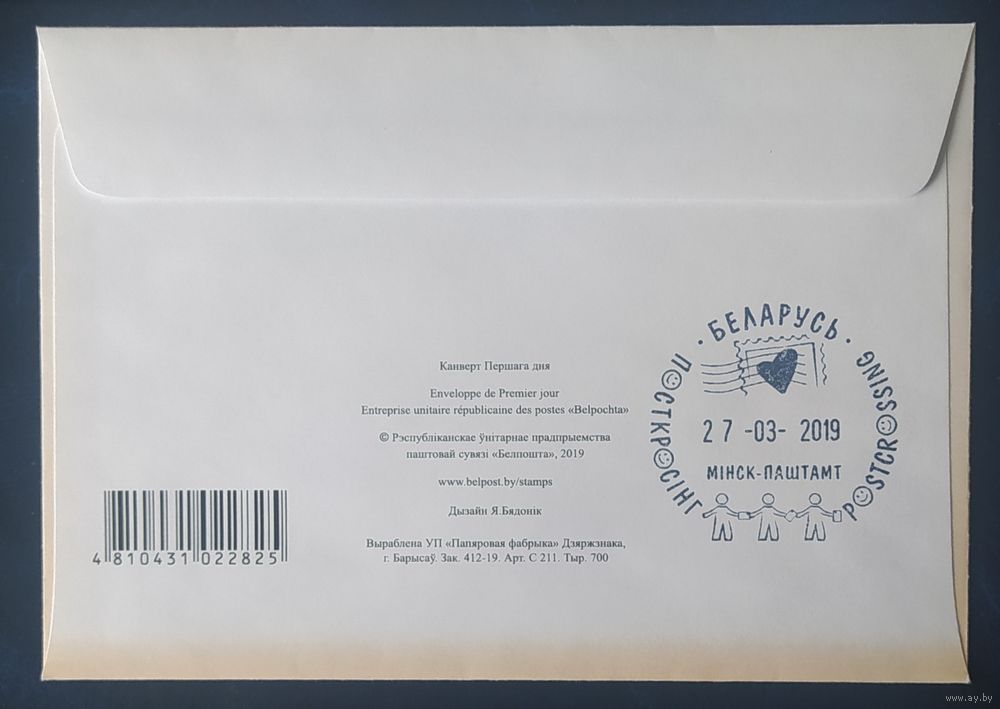 Канверт Першага дня
Enveloppe de Premier jour
Entreprise unitaire républicaine des postes «Belpochta»
© Рэспубліканскае ўнітарнае прадпрыемства
паштовай сувязі «Белпошта», 2019
www.belpost.by/stamps
Дызайн Я.Бядонік
Выраблена УП «Папяровая фабрыка» Дзяржзнака,
г. Барысаў. Зак. 412-19. Арт. С 211. Тыр. 700
4 810431 022825
· БЕЛАРУСЬ ·
ПОСТКРОСІНГ
POSTCROSSING
27-03-2019
МІНСК-ПАШТАМТ
www.ay.by